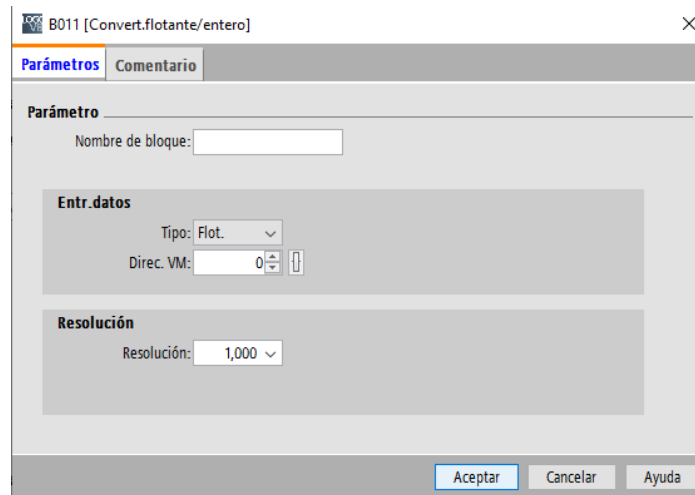 B011 [Convert.flotante/entero]
Parámetros Comentario
Parámetro
Nombre de bloque:
Entr.datos
Tipo: Flot.
Direc. VM: 0
Resolución
Resolución: 1,000
Aceptar Cancelar Ayuda